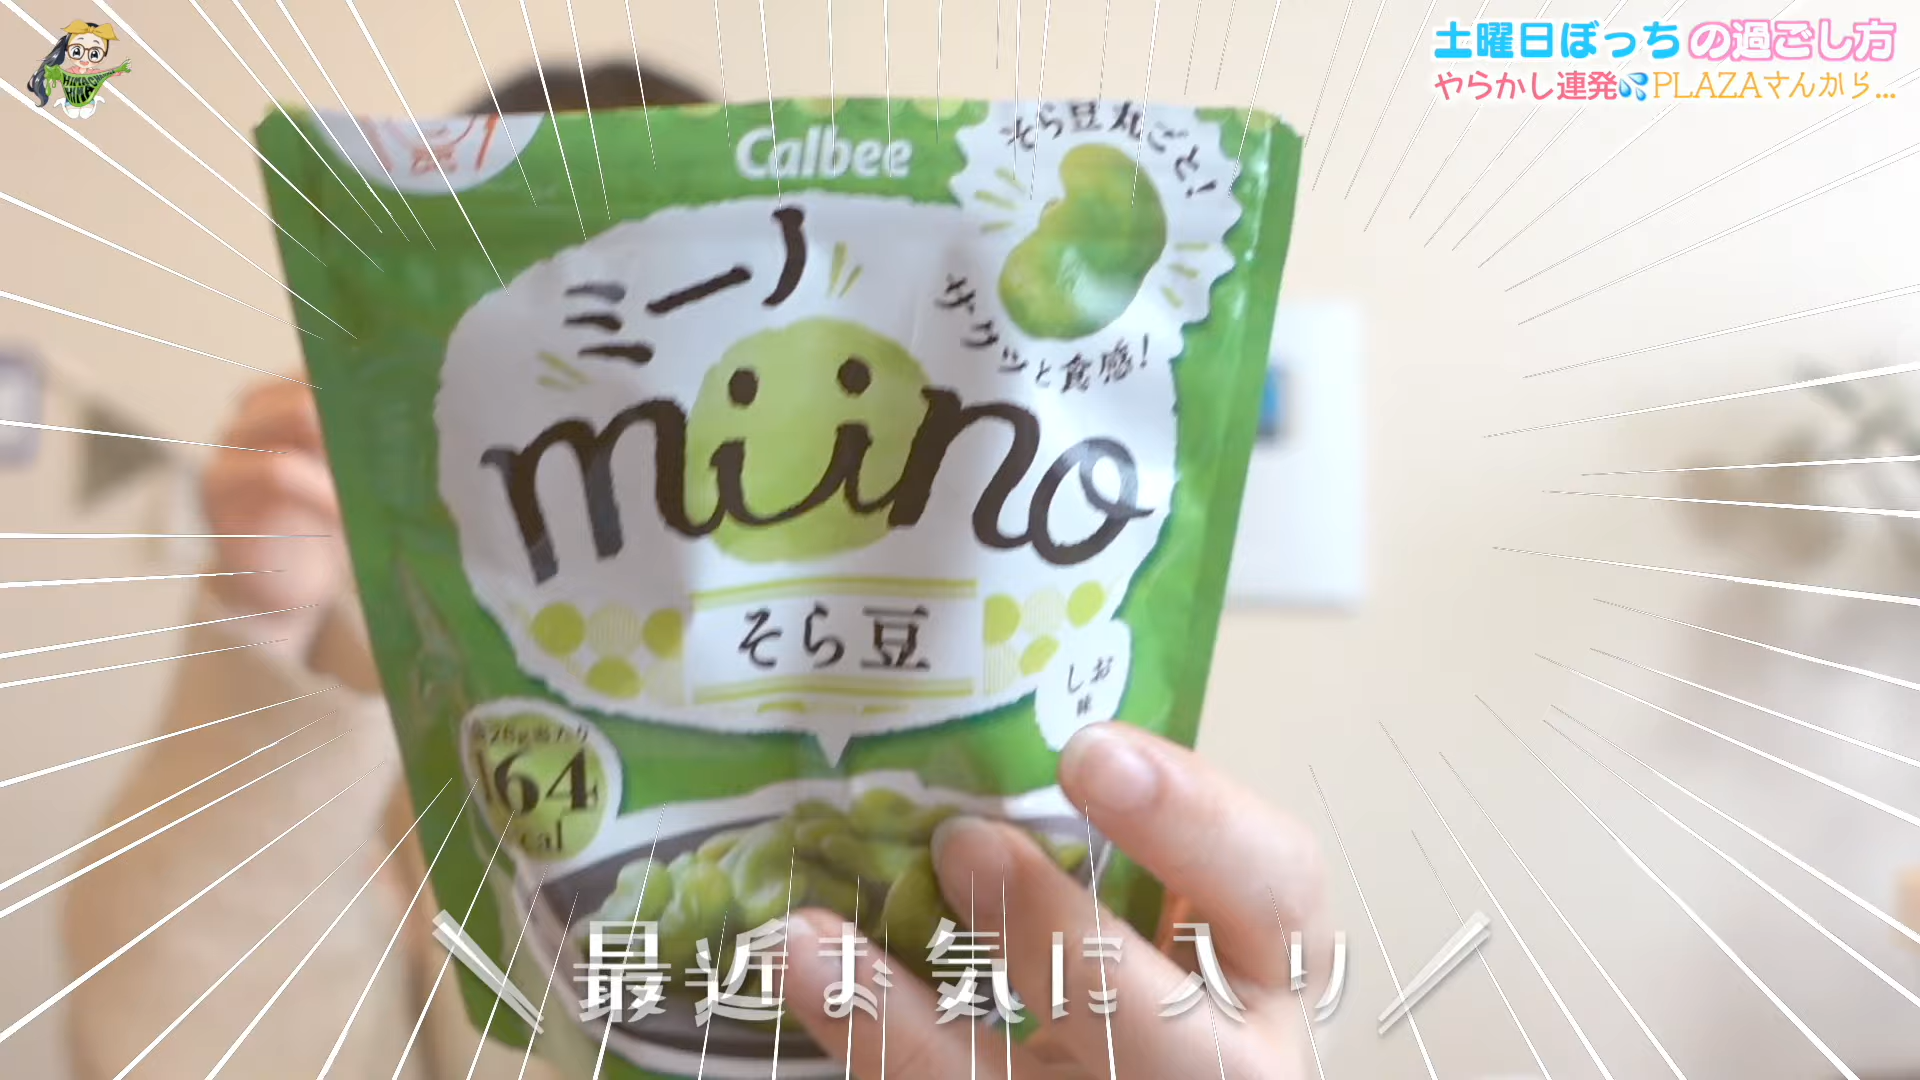 土曜日ぼっちの過ごし方
やらかし連発💦PLAZAさんから...
Calbee
そら豆丸ごと!
サクッと食感!
ミーノ
miino
そら豆
しお味
164
最近お気に入り